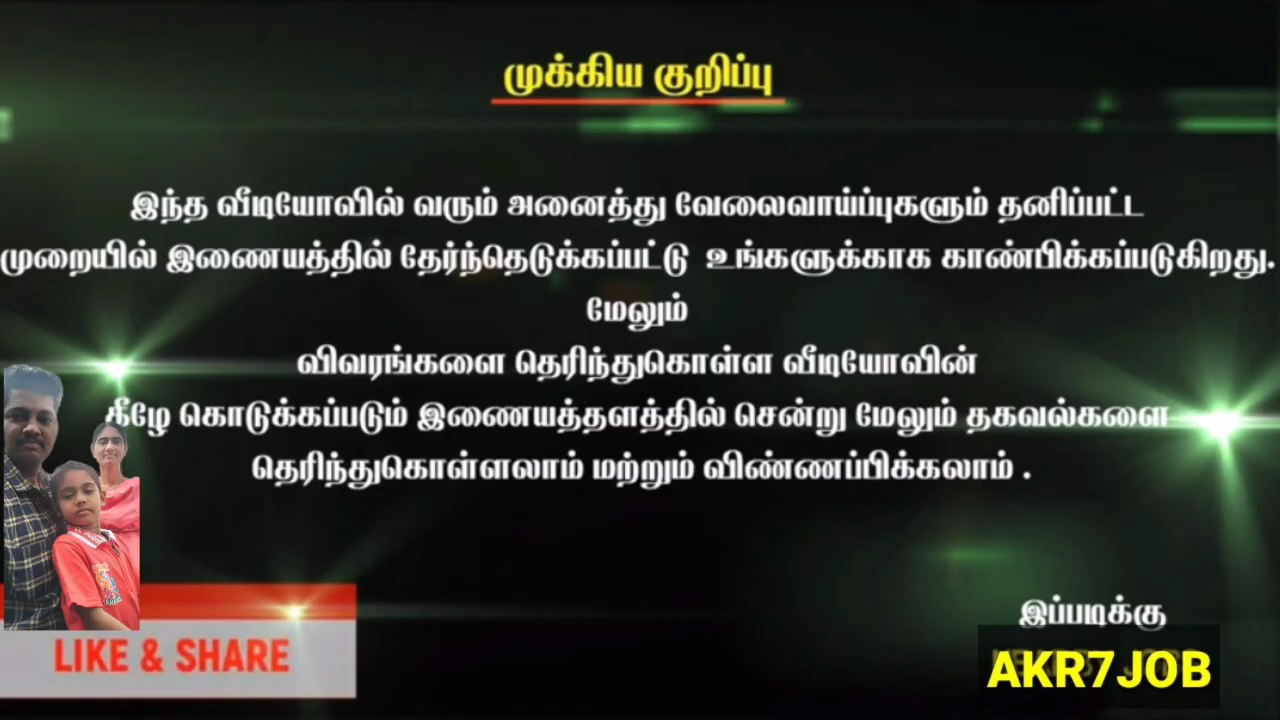 முக்கிய குறிப்பு
இந்த வீடியோவில் வரும் அனைத்து வேலைவாய்ப்புகளும் தனிப்பட்ட
முறையில் இணையத்தில் தேர்ந்தெடுக்கப்பட்டு உங்களுக்காக காண்பிக்கப்படுகிறது.
மேலும்
விவரங்களை தெரிந்துகொள்ள வீடியோவின்
கீழே கொடுக்கப்படும் இணையத்தளத்தில் சென்று மேலும் தகவல்களை
தெரிந்துகொள்ளலாம் மற்றும் விண்ணப்பிக்கலாம் .
இப்படிக்கு
AKR7JOB
LIKE & SHARE